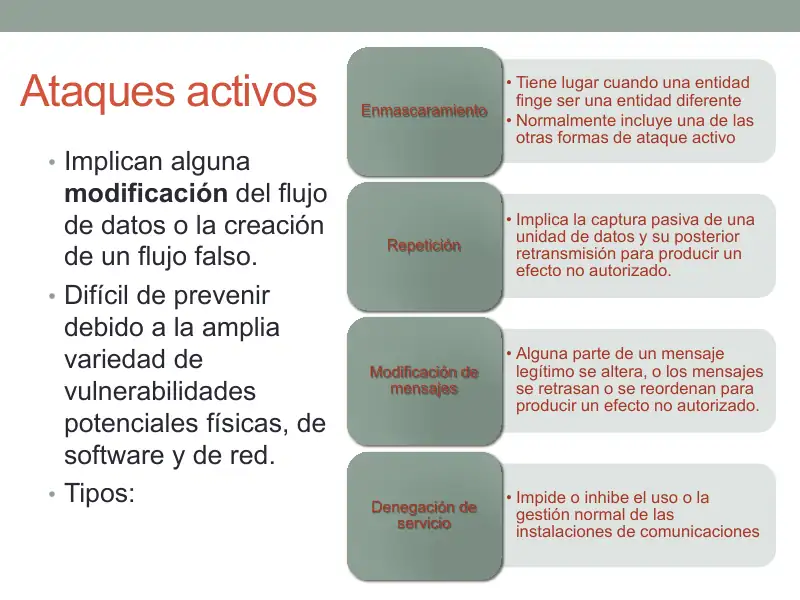 Ataques activos
• Implican alguna
modificación del flujo
de datos o la creación
de un flujo falso.
• Difícil de prevenir
debido a la amplia
variedad de
vulnerabilidades
potenciales físicas, de
software y de red.
• Tipos:
Enmascaramiento
• Tiene lugar cuando una entidad
finge ser una entidad diferente
• Normalmente incluye una de las
otras formas de ataque activo
Repetición
• Implica la captura pasiva de una
unidad de datos y su posterior
retransmisión para producir un
efecto no autorizado.
Modificación de
mensajes
• Alguna parte de un mensaje
legítimo se altera, o los mensajes
se retrasan o se reordenan para
producir un efecto no autorizado.
Denegación de
servicio
• Impide o inhibe el uso o la
gestión normal de las
instalaciones de comunicaciones